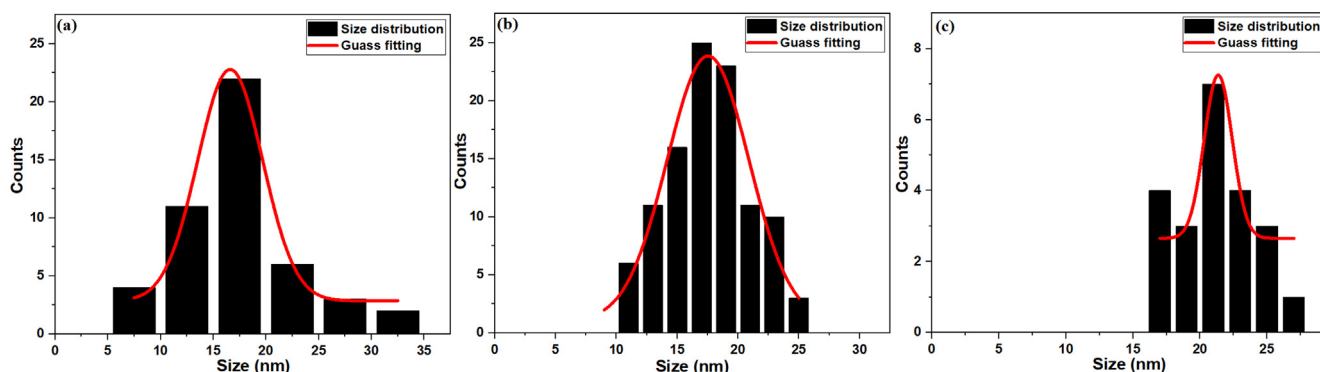 (a)
Size distribution
Guass fitting
25
20
15
10
5
0
Counts
0 5 10 15 20 25 30 35
Size (nm)
(b)
Size distribution
Guass fitting
25
20
15
10
5
0
Counts
0 5 10 15 20 25 30
Size (nm)
(c)
Size distribution
Guass fitting
8
6
4
2
0
Counts
0 5 10 15 20 25
Size (nm)